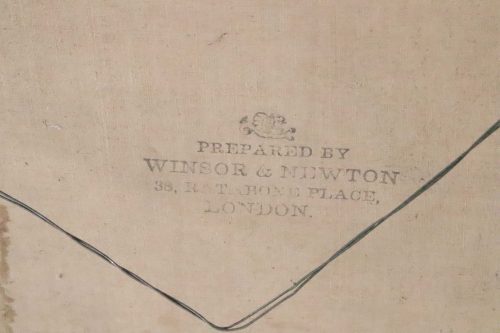 PREPARED BY
WINSOR & NEWTON
38, RATHBONE PLACE,
LONDON.